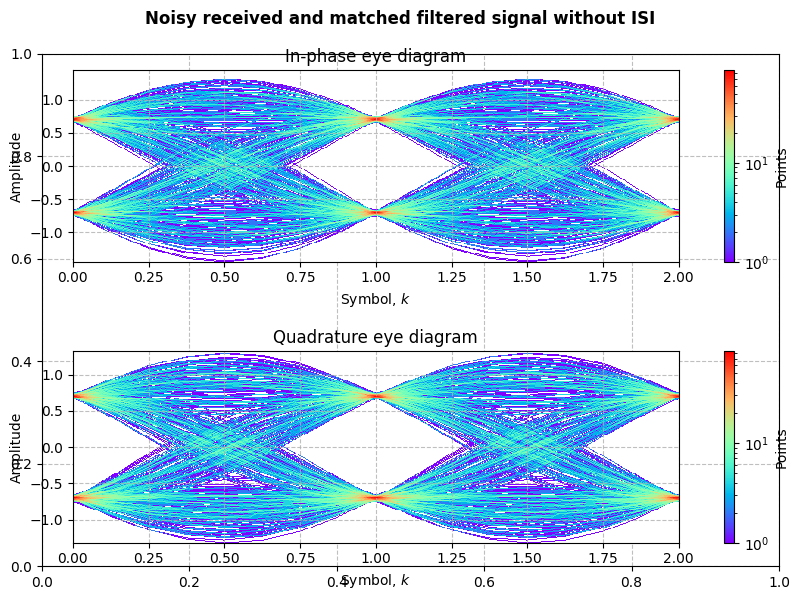 Noisy received and matched filtered signal without ISI
1.0
In-phase eye diagram
1.0
0.5
0.0
−0.5
−1.0
Amplitude
0.8
0.6
0.00 0.25 0.50 0.75 1.00 1.25 1.50 1.75 2.00
Symbol, k
10¹
10⁰
Points
Quadrature eye diagram
0.4
1.0
0.5
0.0
−0.5
−1.0
Amplitude
0.0
0.00 0.25 0.50 0.75 1.00 1.25 1.50 1.75 2.00
Symbol, k
10¹
10⁰
Points
0.0 0.2 0.4 0.6 0.8 1.0